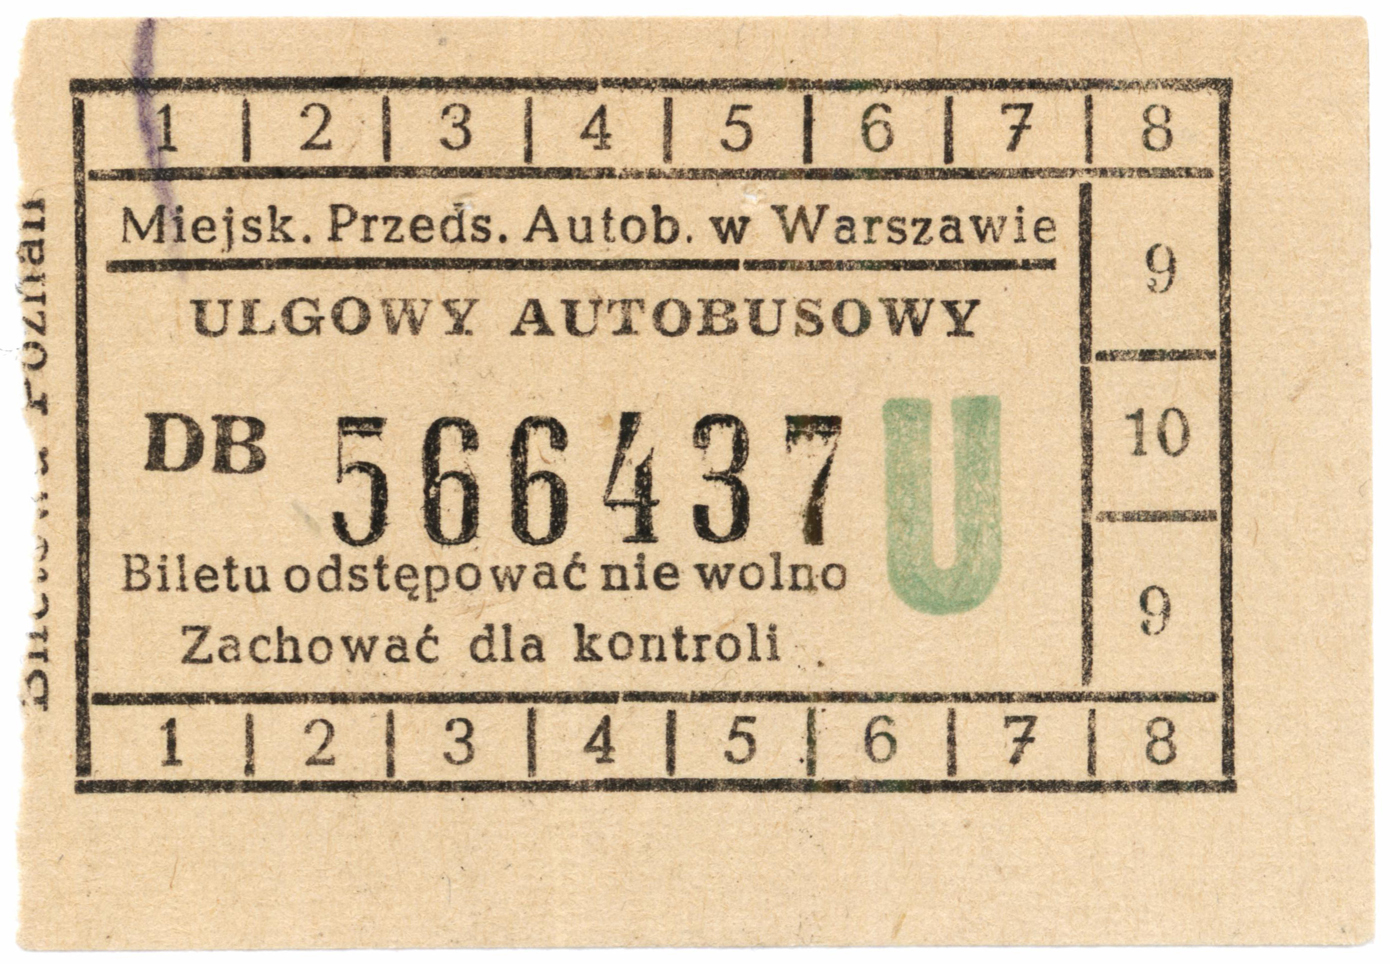 1 | 2 | 3 | 4 | 5 | 6 | 7 | 8
Miejsk. Przeds. Autob. w Warszawie
9
ULGOWY AUTOBUSOWY
DB 566437 U
10
Biletu odstępować nie wolno
9
Zachować dla kontroli
1 | 2 | 3 | 4 | 5 | 6 | 7 | 8
Poznań